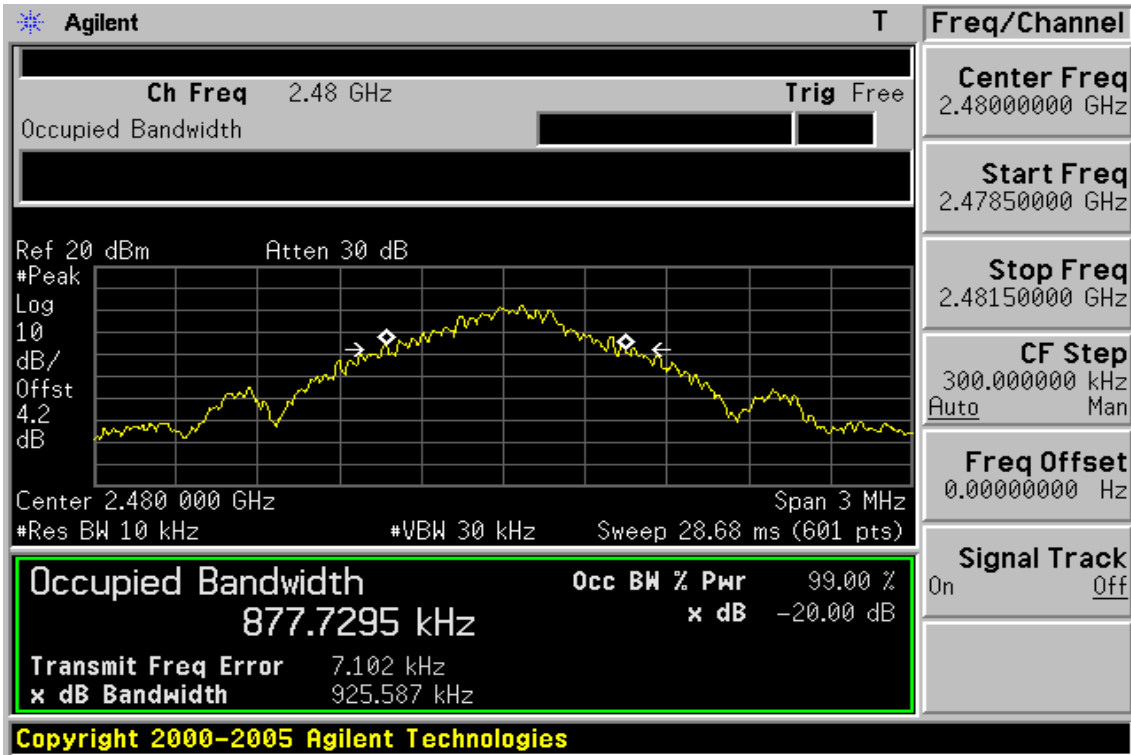 Agilent T
Ch Freq 2.48 GHz Trig Free
Occupied Bandwidth
Ref 20 dBm Atten 30 dB
#Peak
Log
10
dB/
Offst
4.2
dB
Center 2.480 000 GHz Span 3 MHz
#Res BW 10 kHz #VBW 30 kHz Sweep 28.68 ms (601 pts)
Occupied Bandwidth
877.7295 kHz
Occ BW % Pwr 99.00 %
x dB -20.00 dB
Transmit Freq Error 7.102 kHz
x dB Bandwidth 925.587 kHz
Copyright 2000-2005 Agilent Technologies
Freq/Channel
Center Freq
2.48000000 GHz
Start Freq
2.47850000 GHz
Stop Freq
2.48150000 GHz
CF Step
300.000000 kHz
Auto Man
Freq Offset
0.00000000 Hz
Signal Track
On Off